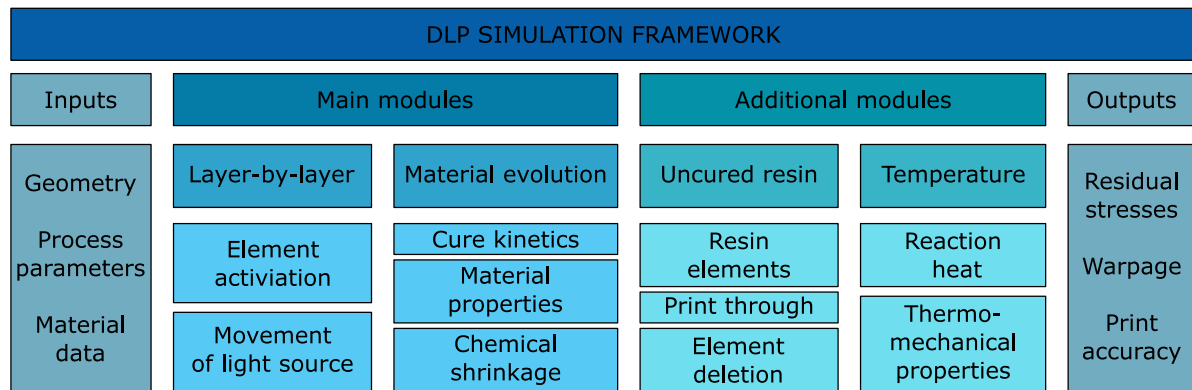 DLP SIMULATION FRAMEWORK
Inputs
Main modules
Additional modules
Outputs
Geometry
Process
parameters
Material
data
Layer-by-layer
Element
activiation
Movement
of light source
Material evolution
Cure kinetics
Material
properties
Chemical
shrinkage
Uncured resin
Resin
elements
Print through
Element
deletion
Temperature
Reaction
heat
Thermo-
mechanical
properties
Residual
stresses
Warpage
Print
accuracy